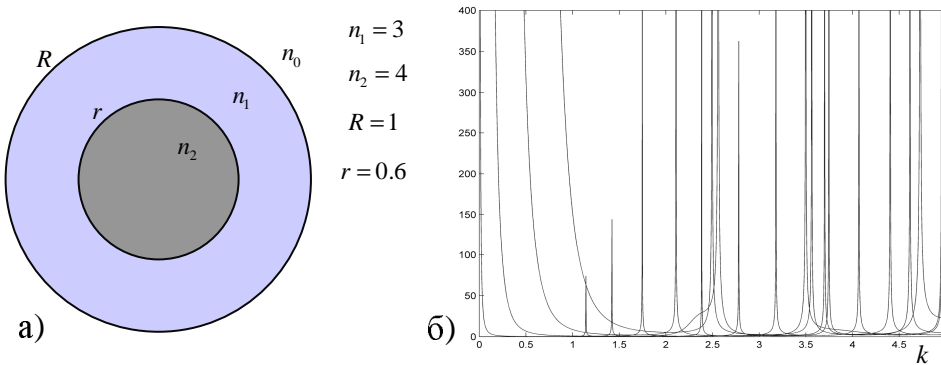 R
n₀
n₁
r
n₂
n₁ = 3
n₂ = 4
R = 1
r = 0.6
а)
400
350
300
250
200
150
100
50
0
0 0.5 1 1.5 2 2.5 3 3.5 4 4.5
k
б)